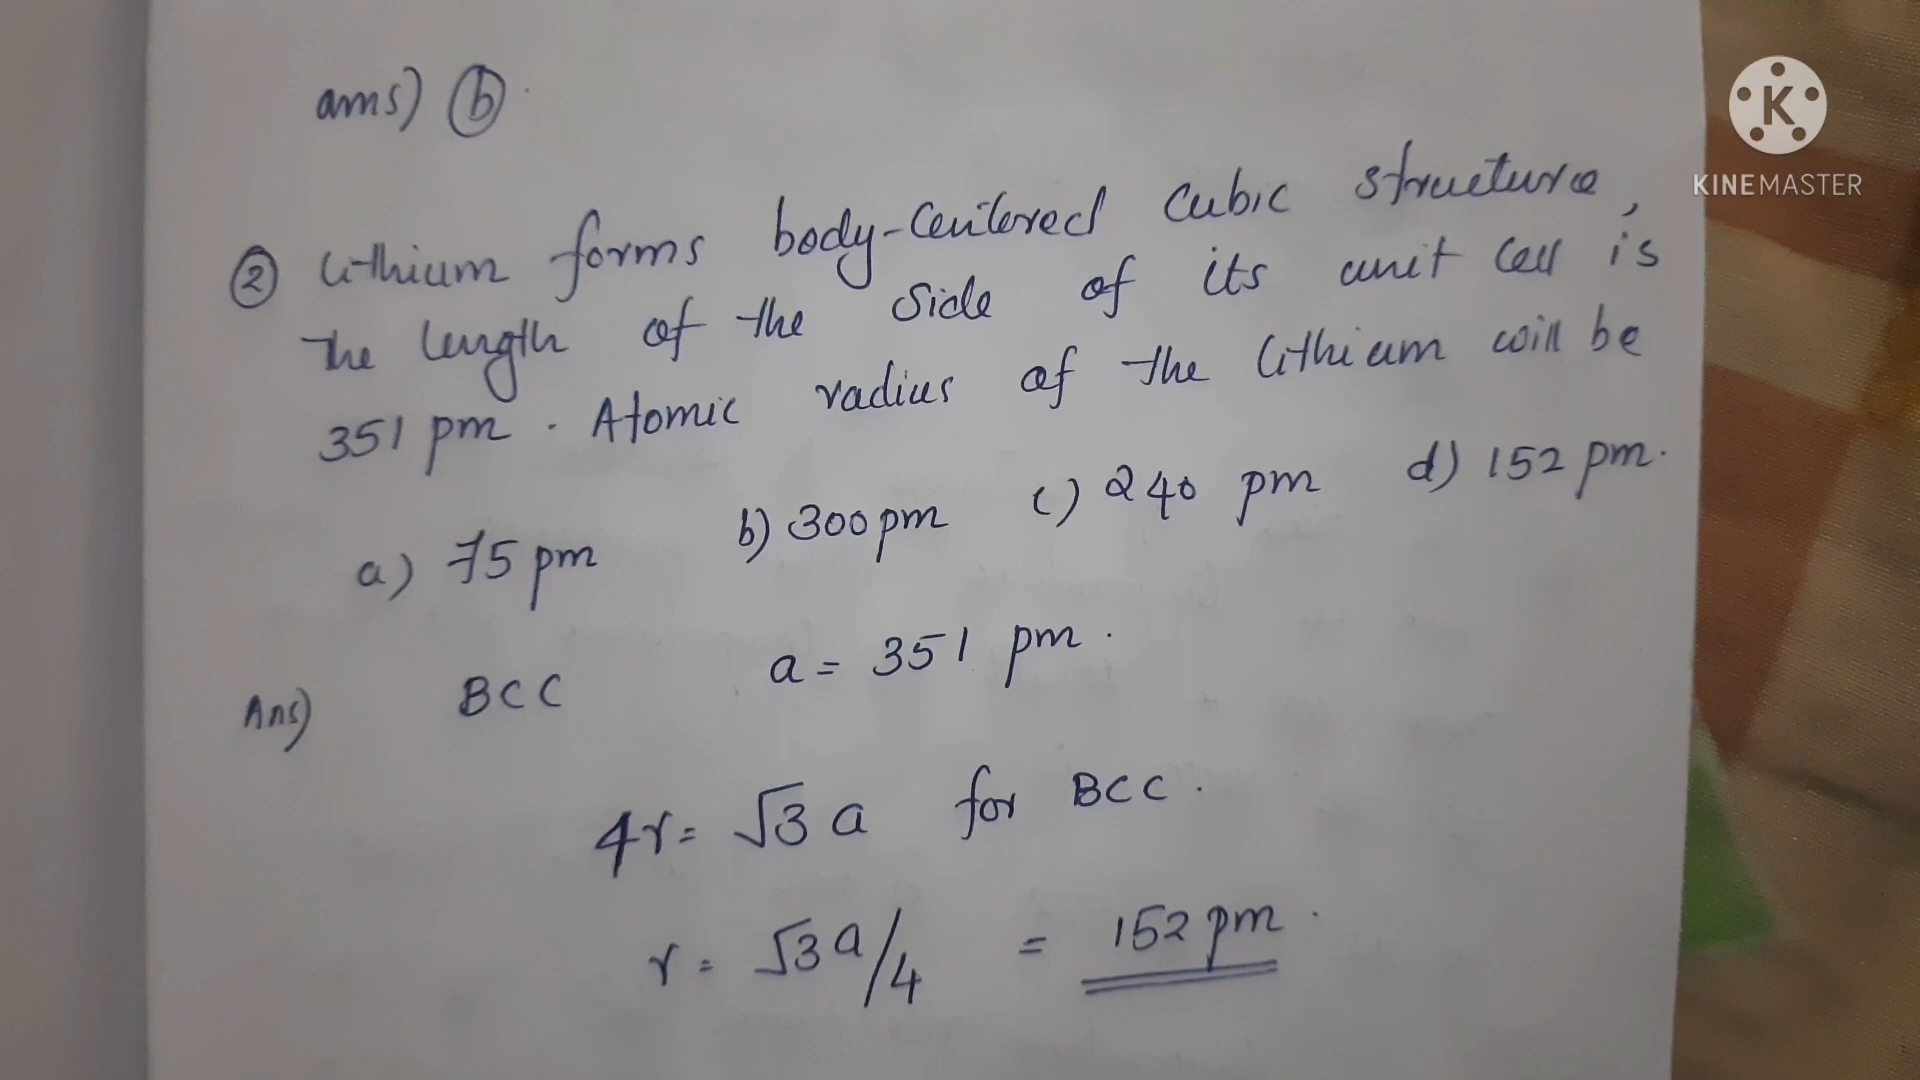 ans) b
② Lithium forms body-Centered Cubic structure,
The length of the side of its unit cell is
351 pm. Atomic radius of the lithium will be
a) 75 pm b) 300 pm c) 240 pm d) 152 pm.
Ans) BCC a = 351 pm.
4r = √3 a for BCC.
r = √3 a/4 = 152 pm.
K
KINEMASTER